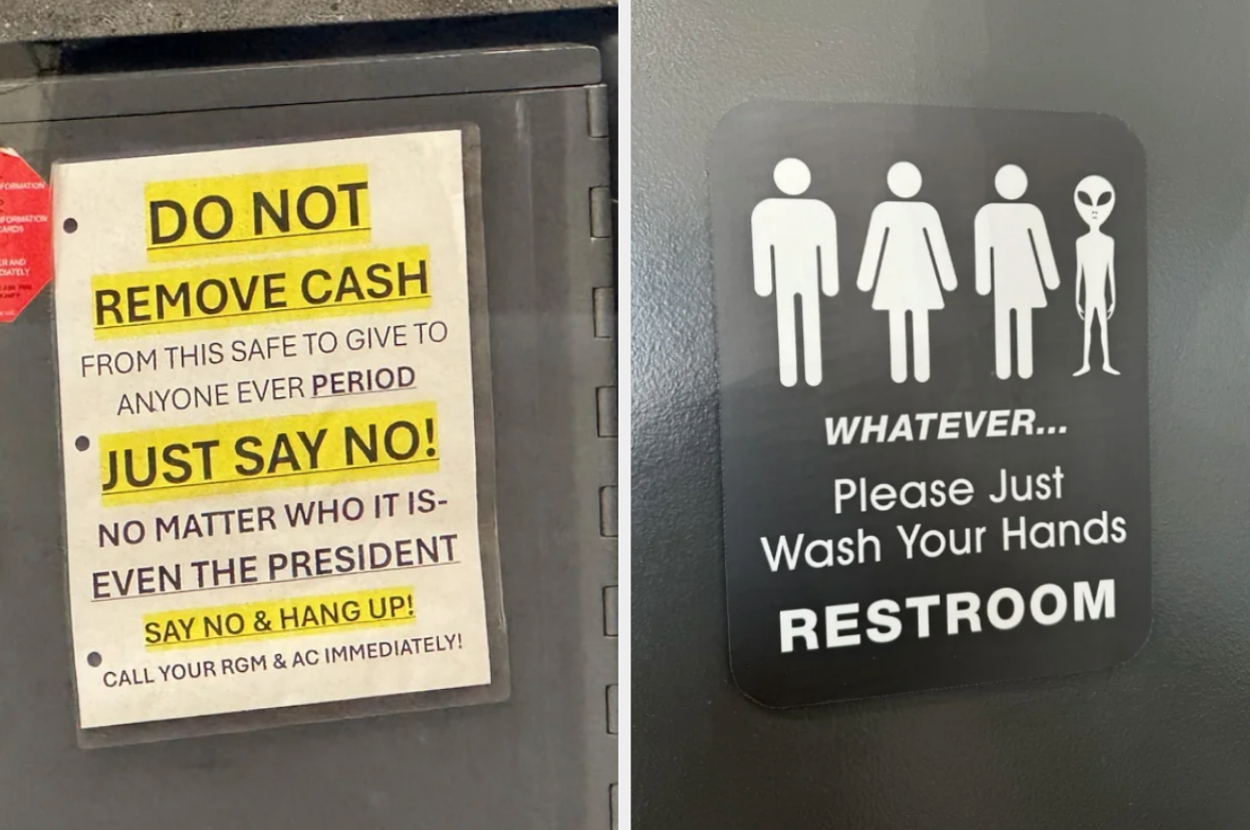 DO NOT
REMOVE CASH
FROM THIS SAFE TO GIVE TO
ANYONE EVER PERIOD
JUST SAY NO!
NO MATTER WHO IT IS-
EVEN THE PRESIDENT
SAY NO & HANG UP!
CALL YOUR RGM & AC IMMEDIATELY!
WHATEVER...
Please Just
Wash Your Hands
RESTROOM